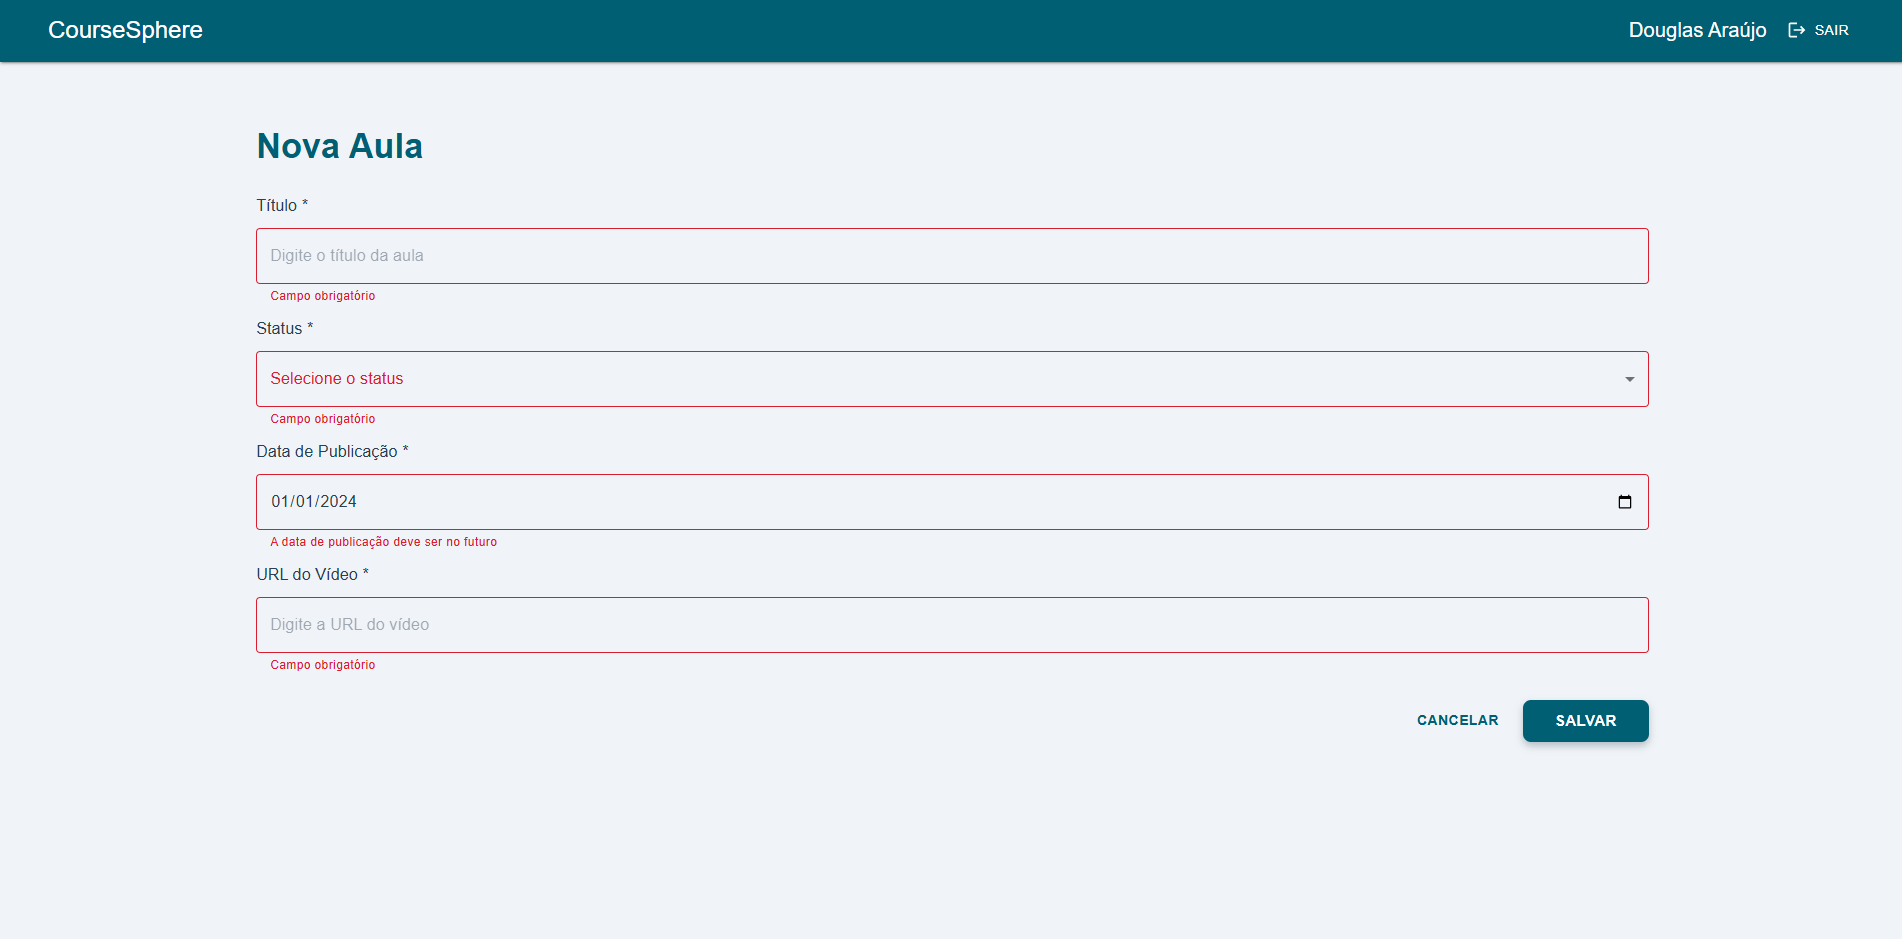 CourseSphere
Douglas Araújo
SAIR
Nova Aula
Título *
Digite o título da aula
Campo obrigatório
Status *
Selecione o status
Campo obrigatório
Data de Publicação *
01/01/2024
A data de publicação deve ser no futuro
URL do Vídeo *
Digite a URL do vídeo
Campo obrigatório
CANCELAR
SALVAR